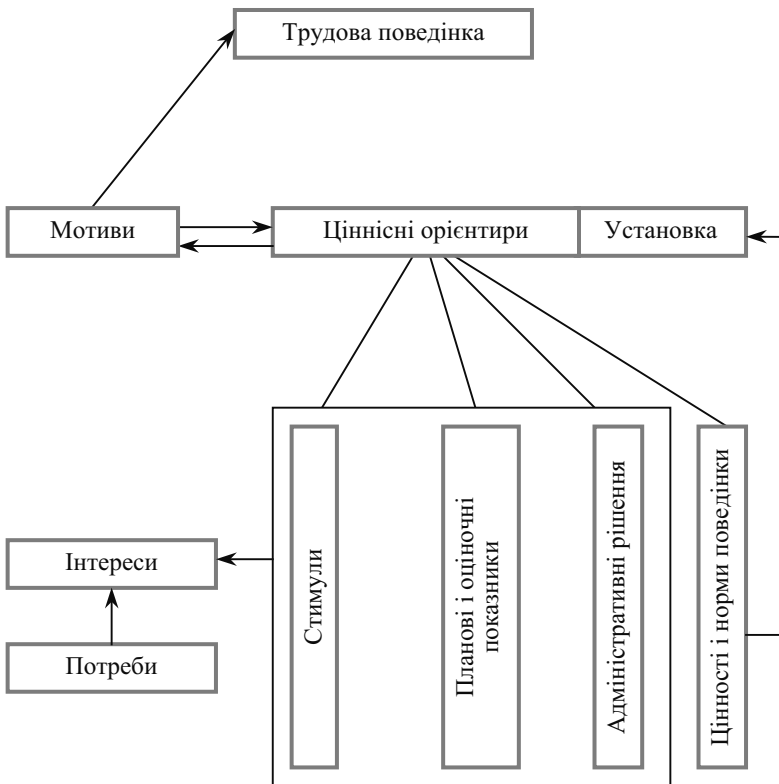 Трудова поведінка
Мотиви
Ціннісні орієнтири
Установка
Інтереси
Потреби
Стимули
Планові і оціночні
показники
Адміністративні рішення
Цінності і норми поведінки